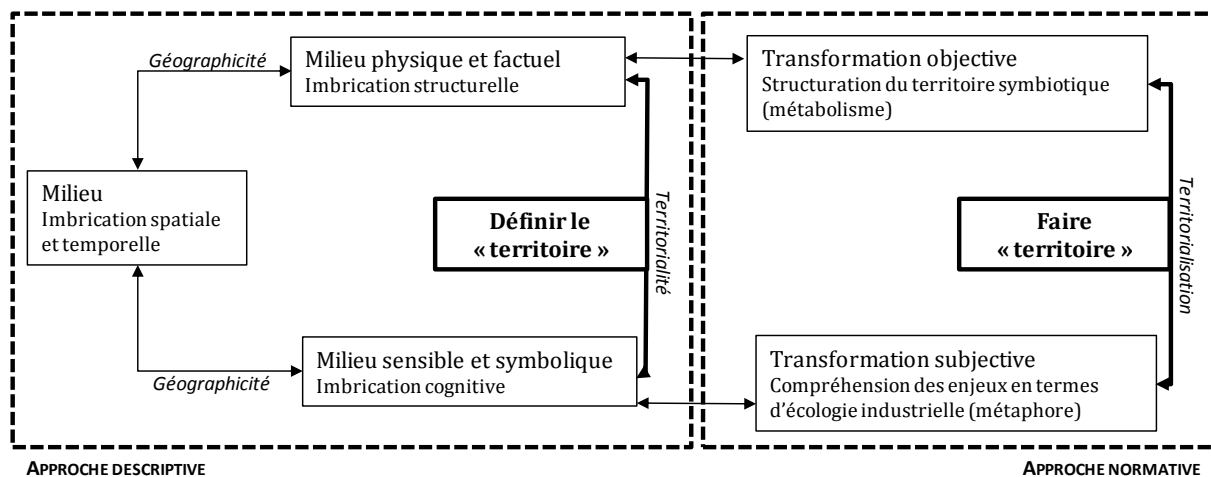 Géographicité
Milieu physique et factuel
Imbrication structurelle
Milieu
Imbrication spatiale
et temporelle
Définir le
« territoire »
Territorialité
Milieu sensible et symbolique
Imbrication cognitive
Géographicité
APPROCHE DESCRIPTIVE
Transformation objective
Structuration du territoire symbiotique
(métabolisme)
Faire
« territoire »
Territorialisation
Transformation subjective
Compréhension des enjeux en termes
d’écologie industrielle (métaphore)
APPROCHE NORMATIVE